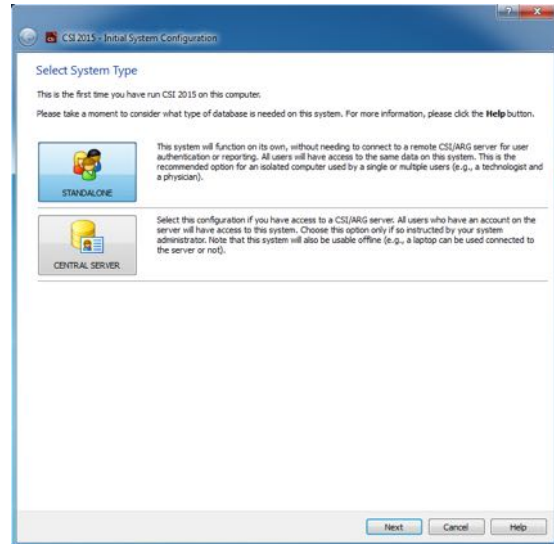 CSI 2015 - Initial System Configuration
Select System Type
This is the first time you have run CSI 2015 on this computer.
Please take a moment to consider what type of database is needed on this system. For more information, please click the Help button.
This system will function on its own, without needing to connect to a remote CSI/ARG server for user
authentication or reporting. All users will have access to the same data on this system. This is the
recommended option for an isolated computer used by a single or multiple users (e.g., a technologist and
a physician).
STANDALONE
Select this configuration if you have access to a CSI/ARG server. All users who have an account on the
server will have access to this system. Choose this option only if so instructed by your system
administrator. Note that this system will also be usable offline (e.g., a laptop can be used connected to
the server or not).
CENTRAL SERVER
Next Cancel Help